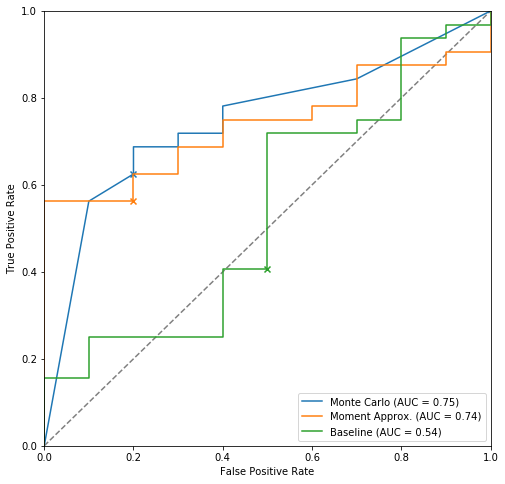 1.0
0.8
0.6
0.4
0.2
0.0
True Positive Rate
0.0 0.2 0.4 0.6 0.8 1.0
False Positive Rate
Monte Carlo (AUC = 0.75)
Moment Approx. (AUC = 0.74)
Baseline (AUC = 0.54)